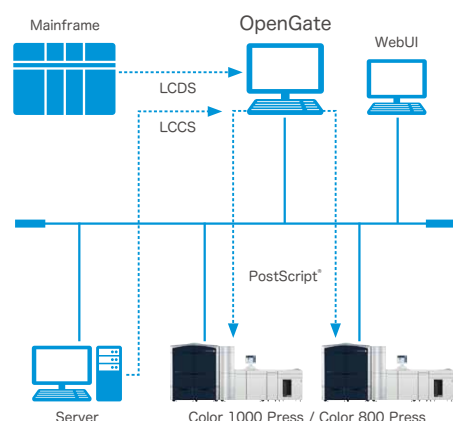 Mainframe
OpenGate
WebUI
LCDS
LCCS
PostScript®
Server
Color 1000 Press / Color 800 Press